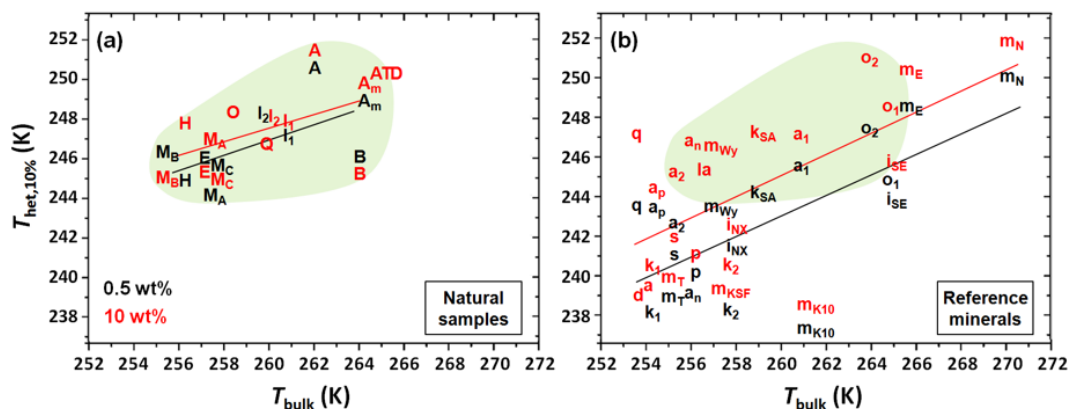 (a)
252
250
248
246
244
242
240
238
T_het,10% (K)
A
A
ATD
A_m
A_m
O
I_2
I_2
I_1
I_1
H
M_A
Q
M_B
E
M_C
B
M_B
H
E
M_C
B
M_A
0.5 wt%
10 wt%
Natural
samples
252 254 256 258 260 262 264 266 268 270 272
T_bulk (K)
(b)
252
250
248
246
244
242
240
238
m_N
o_2
m_E
m_N
m_E
o_1
q
k_SA
a_1
o_2
a_n
m_Wy
a_2
la
a_1
i_SE
a_p
k_SA
o_1
q
a_p
m_Wy
i_SE
a_2
i_NX
s
i_NX
s
p
k_1
k_2
p
a
m_T
d
m_T
a_n
m_KSF
k_1
k_2
m_K10
m_K10
Reference
minerals
252 254 256 258 260 262 264 266 268 270 272
T_bulk (K)